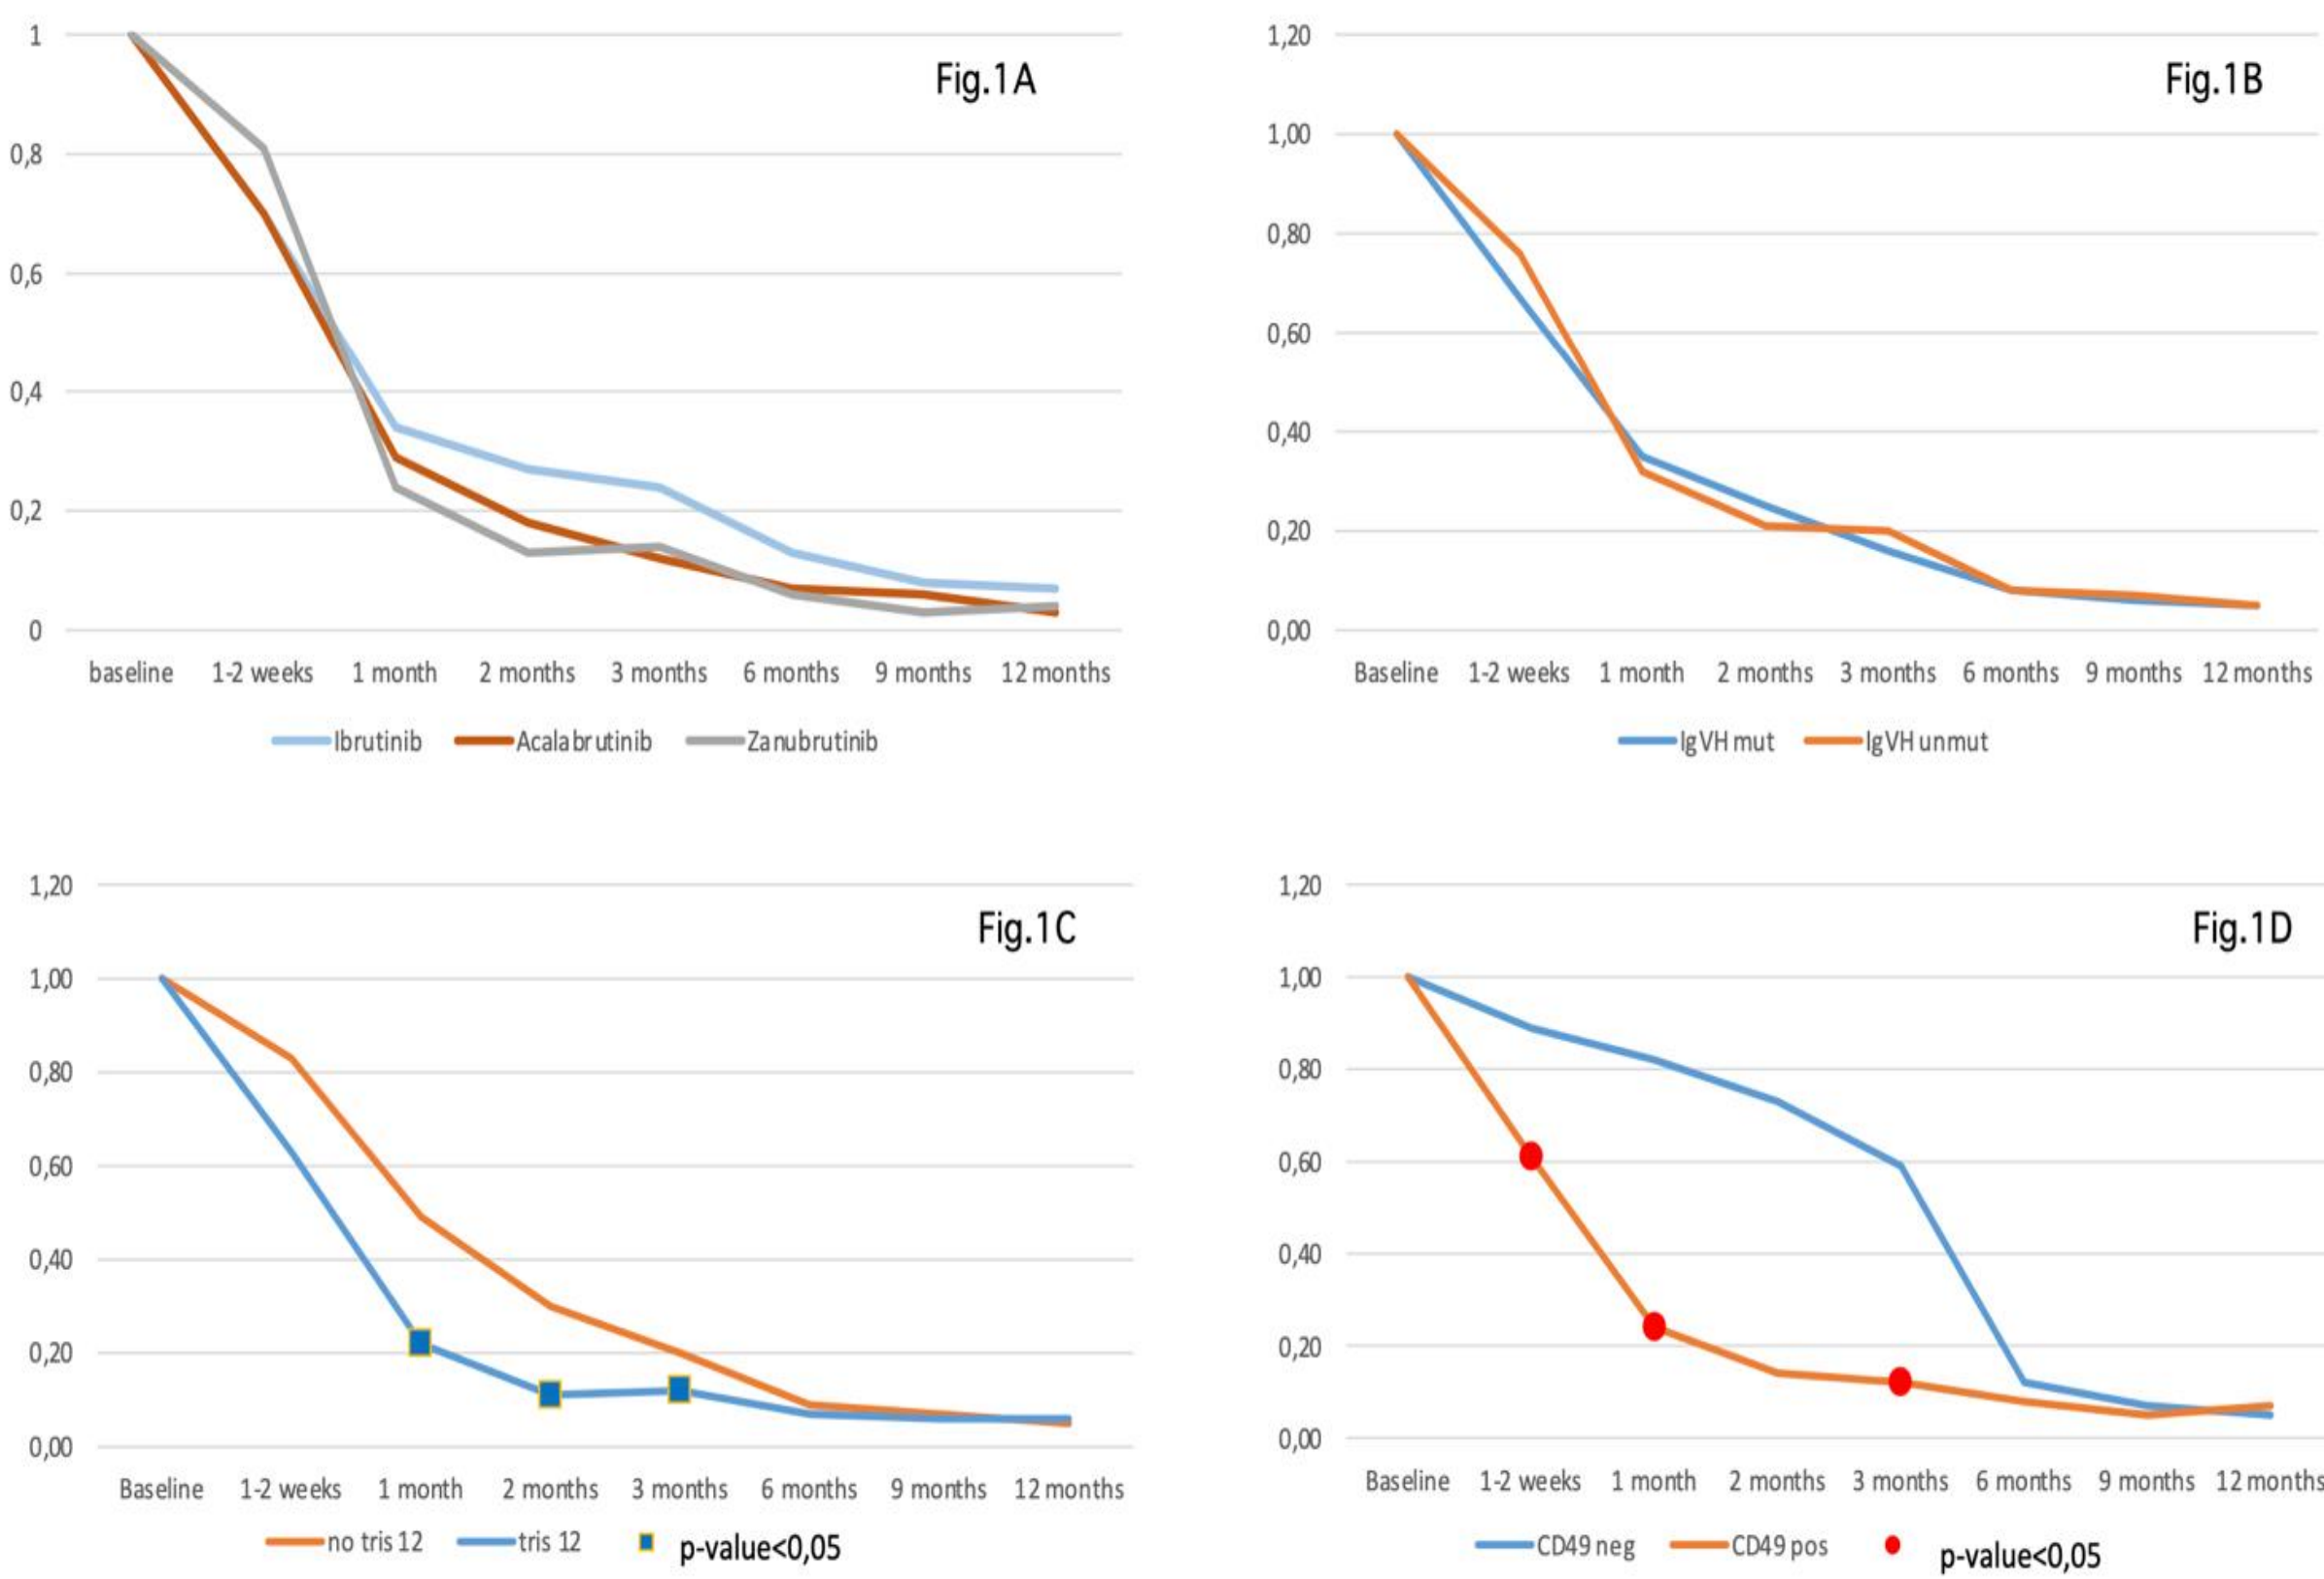 Fig.1A
1
0,8
0,6
0,4
0,2
0
baseline 1-2 weeks 1 month 2 months 3 months 6 months 9 months 12 months
Ibrutinib Acalabrutinib Zanubrutinib
Fig.1B
1,20
1,00
0,80
0,60
0,40
0,20
0,00
Baseline 1-2 weeks 1 month 2 months 3 months 6 months 9 months 12 months
IgVH mut IgVH unmut
Fig.1C
1,20
1,00
0,80
0,60
0,40
0,20
0,00
Baseline 1-2 weeks 1 month 2 months 3 months 6 months 9 months 12 months
no tris 12 tris 12 p-value<0,05
Fig.1D
1,20
1,00
0,80
0,60
0,40
0,20
0,00
Baseline 1-2 weeks 1 month 2 months 3 months 6 months 9 months 12 months
CD49 neg CD49 pos p-value<0,05